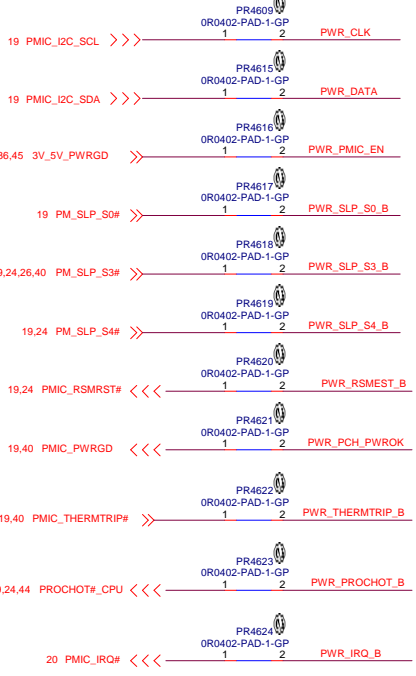 PR4609
0R0402-PAD-1-GP
19 PMIC_I2C_SCL 1 2 PWR_CLK
PR4615
0R0402-PAD-1-GP
19 PMIC_I2C_SDA 1 2 PWR_DATA
PR4616
0R0402-PAD-1-GP
36,45 3V_5V_PWRGD 1 2 PWR_PMIC_EN
PR4617
0R0402-PAD-1-GP
19 PM_SLP_S0# 1 2 PWR_SLP_S0_B
PR4618
0R0402-PAD-1-GP
9,24,26,40 PM_SLP_S3# 1 2 PWR_SLP_S3_B
PR4619
0R0402-PAD-1-GP
19,24 PM_SLP_S4# 1 2 PWR_SLP_S4_B
PR4620
0R0402-PAD-1-GP
19,24 PMIC_RSMRST# 1 2 PWR_RSMEST_B
PR4621
0R0402-PAD-1-GP
19,40 PMIC_PWRGD 1 2 PWR_PCH_PWROK
PR4622
0R0402-PAD-1-GP
19,40 PMIC_THERMTRIP# 1 2 PWR_THERMTRIP_B
PR4623
0R0402-PAD-1-GP
,24,44 PROCHOT#_CPU 1 2 PWR_PROCHOT_B
PR4624
0R0402-PAD-1-GP
20 PMIC_IRQ# 1 2 PWR_IRQ_B